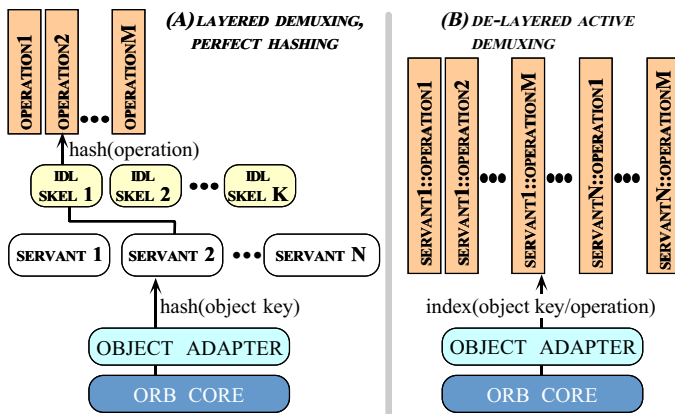 (A) LAYERED DEMUXING,
PERFECT HASHING
OPERATION1
OPERATION2
OPERATIONM
hash(operation)
IDL
SKEL 1
IDL
SKEL 2
IDL
SKEL K
SERVANT 1
SERVANT 2
SERVANT N
hash(object key)
OBJECT ADAPTER
ORB CORE
(B) DE-LAYERED ACTIVE
DEMUXING
SERVANT1::OPERATION1
SERVANT1::OPERATION2
SERVANT1::OPERATIONM
SERVANTN::OPERATION1
SERVANTN::OPERATIONM
index(object key/operation)
OBJECT ADAPTER
ORB CORE